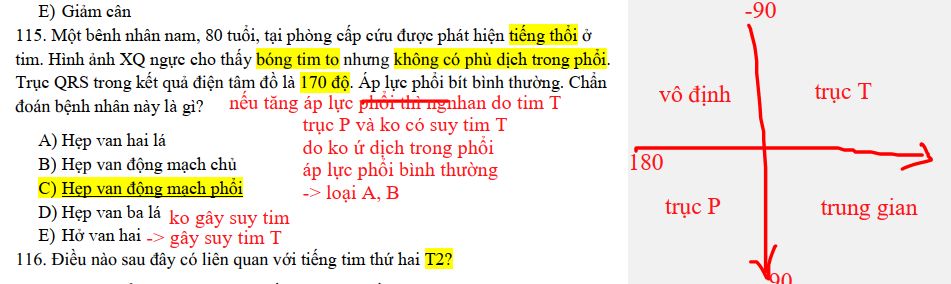 E) Giảm cân
115. Một bênh nhân nam, 80 tuổi, tại phòng cấp cứu được phát hiện tiếng thổi ở
tim. Hình ảnh XQ ngực cho thấy bóng tim to nhưng không có phù dịch trong phổi.
Trục QRS trong kết quả điện tâm đồ là 170 độ. Áp lực phổi bít bình thường. Chẩn
đoán bệnh nhân này là gì?
nếu tăng áp lực phổi thì ngnhan do tim T
trục P và ko có suy tim T
do ko ứ dịch trong phổi
áp lực phổi bình thường
-> loại A, B
A) Hẹp van hai lá
B) Hẹp van động mạch chủ
C) Hẹp van động mạch phổi
D) Hẹp van ba lá
ko gây suy tim
E) Hở van hai
-> gây suy tim T
116. Điều nào sau đây có liên quan với tiếng tim thứ hai T2?
-90
vô định
trục T
180
trục P
trung gian
90